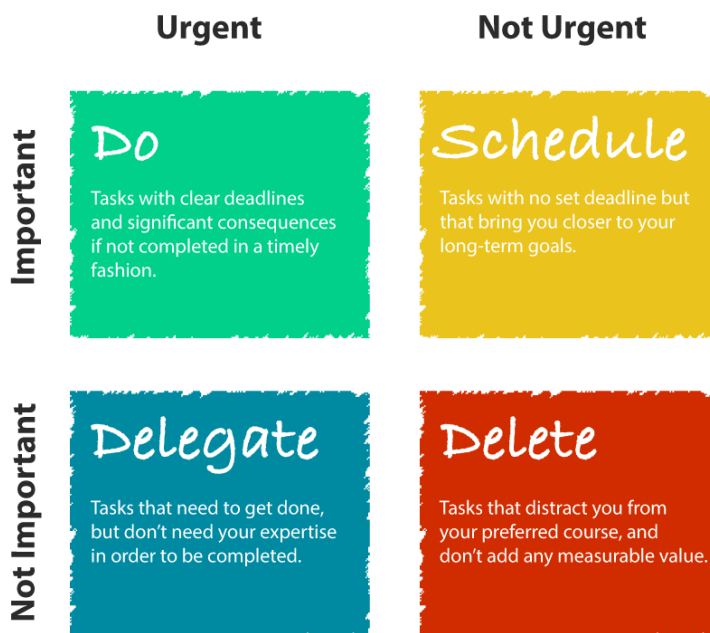 Urgent
Not Urgent
Important
Do
Tasks with clear deadlines
and significant consequences
if not completed in a timely
fashion.
Schedule
Tasks with no set deadline but
that bring you closer to your
long-term goals.
Not Important
Delegate
Tasks that need to get done,
but don’t need your expertise
in order to be completed.
Delete
Tasks that distract you from
your preferred course, and
don’t add any measurable value.